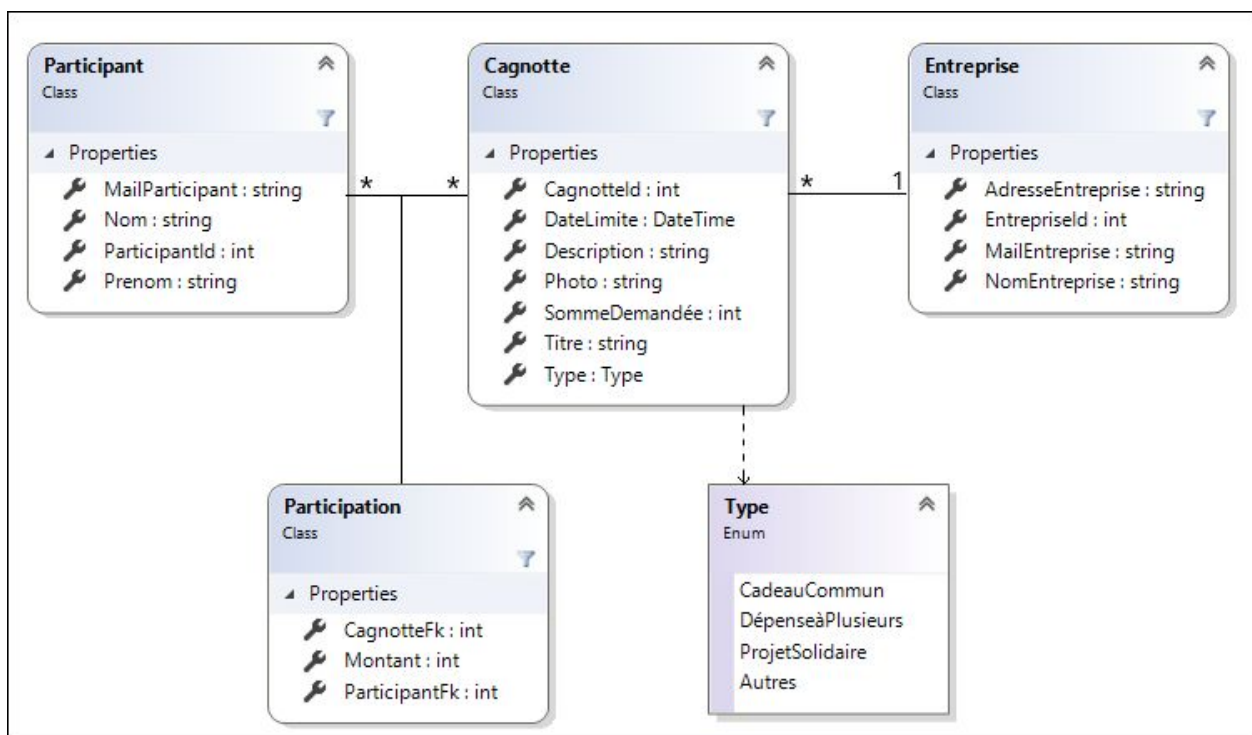 Participant
Class
Properties
MailParticipant : string
Nom : string
ParticipantId : int
Prenom : string
*
*
Cagnotte
Class
Properties
CagnotteId : int
DateLimite : DateTime
Description : string
Photo : string
SommeDemandée : int
Titre : string
Type : Type
*
1
Entreprise
Class
Properties
AdresseEntreprise : string
EntrepriseId : int
MailEntreprise : string
NomEntreprise : string
Participation
Class
Properties
CagnotteFk : int
Montant : int
ParticipantFk : int
Type
Enum
CadeauCommun
DépenseàPlusieurs
ProjetSolidaire
Autres